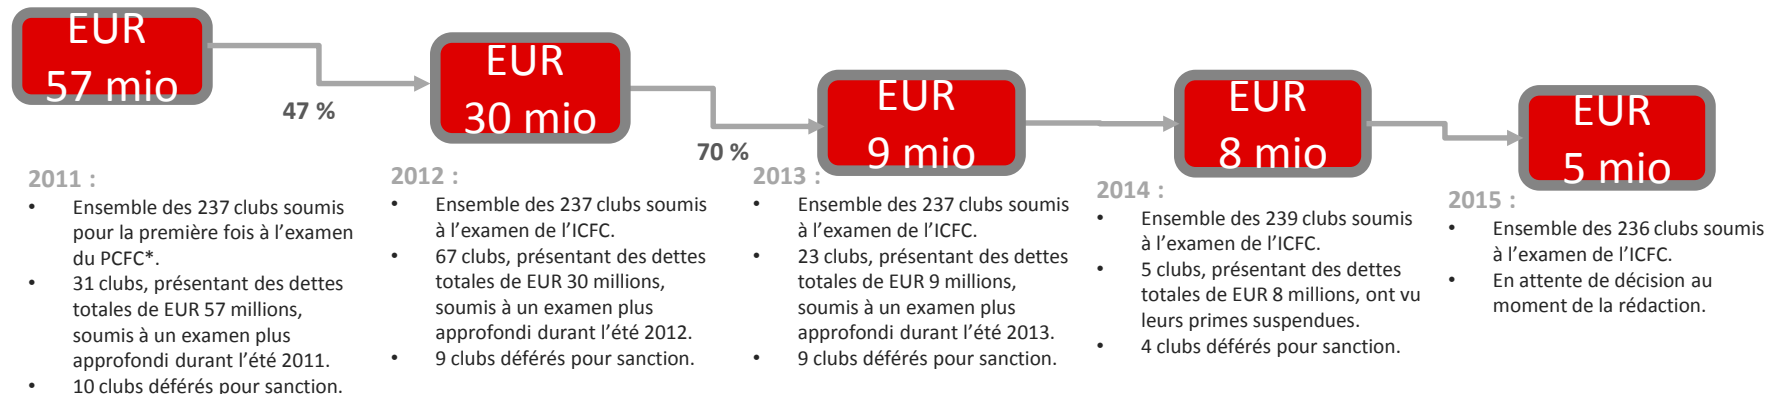 EUR
57 mio
47 %
EUR
30 mio
70 %
EUR
9 mio
EUR
8 mio
EUR
5 mio
2011 :
• Ensemble des 237 clubs soumis
pour la première fois à l’examen
du PCFC*.
• 31 clubs, présentant des dettes
totales de EUR 57 millions,
soumis à un examen plus
approfondi durant l’été 2011.
• 10 clubs déférés pour sanction.
2012 :
• Ensemble des 237 clubs soumis
à l’examen de l’ICFC.
• 67 clubs, présentant des dettes
totales de EUR 30 millions,
soumis à un examen plus
approfondi durant l’été 2012.
• 9 clubs déférés pour sanction.
2013 :
• Ensemble des 237 clubs soumis
à l’examen de l’ICFC.
• 23 clubs, présentant des dettes
totales de EUR 9 millions,
soumis à un examen plus
approfondi durant l’été 2013.
• 9 clubs déférés pour sanction.
2014 :
• Ensemble des 239 clubs soumis
à l’examen de l’ICFC.
• 5 clubs, présentant des dettes
totales de EUR 8 millions, ont vu
leurs primes suspendues.
• 4 clubs déférés pour sanction.
2015 :
• Ensemble des 236 clubs soumis
à l’examen de l’ICFC.
• En attente de décision au
moment de la rédaction.